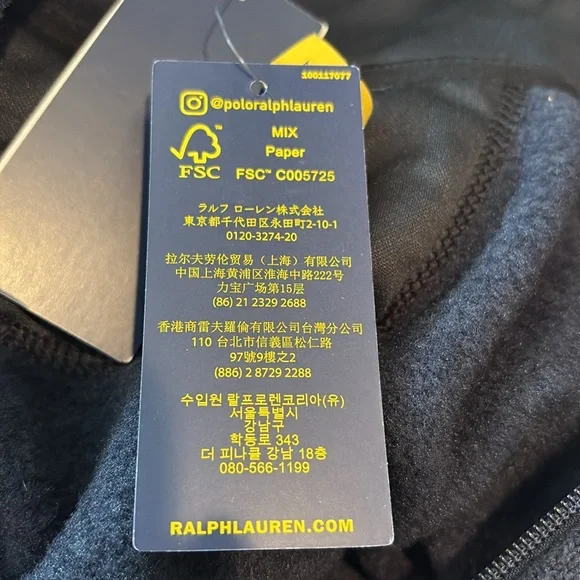 100117077
@poloralphlauren
MIX
Paper
FSC™ C005725
FSC
ラルフ ローレン株式会社
東京都千代田区永田町2-10-1
0120-3274-20
拉尔夫劳伦贸易（上海）有限公司
中国上海黄浦区淮海中路222号
力宝广场第15层
(86) 21 2329 2688
香港商雷夫羅倫有限公司台灣分公司
110 台北市信義區松仁路
97號9樓之2
(886) 2 8729 2288
수입원 랄프로렌코리아(유)
서울특별시
강남구
학동로 343
더 피나클 강남 18층
080-566-1199
RALPHLAUREN.COM